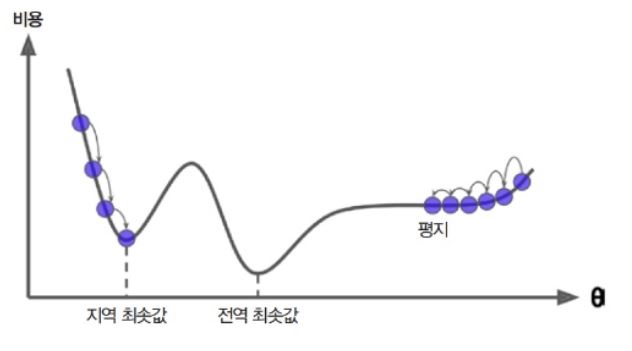 비용
평지
θ
지역 최솟값
전역 최솟값